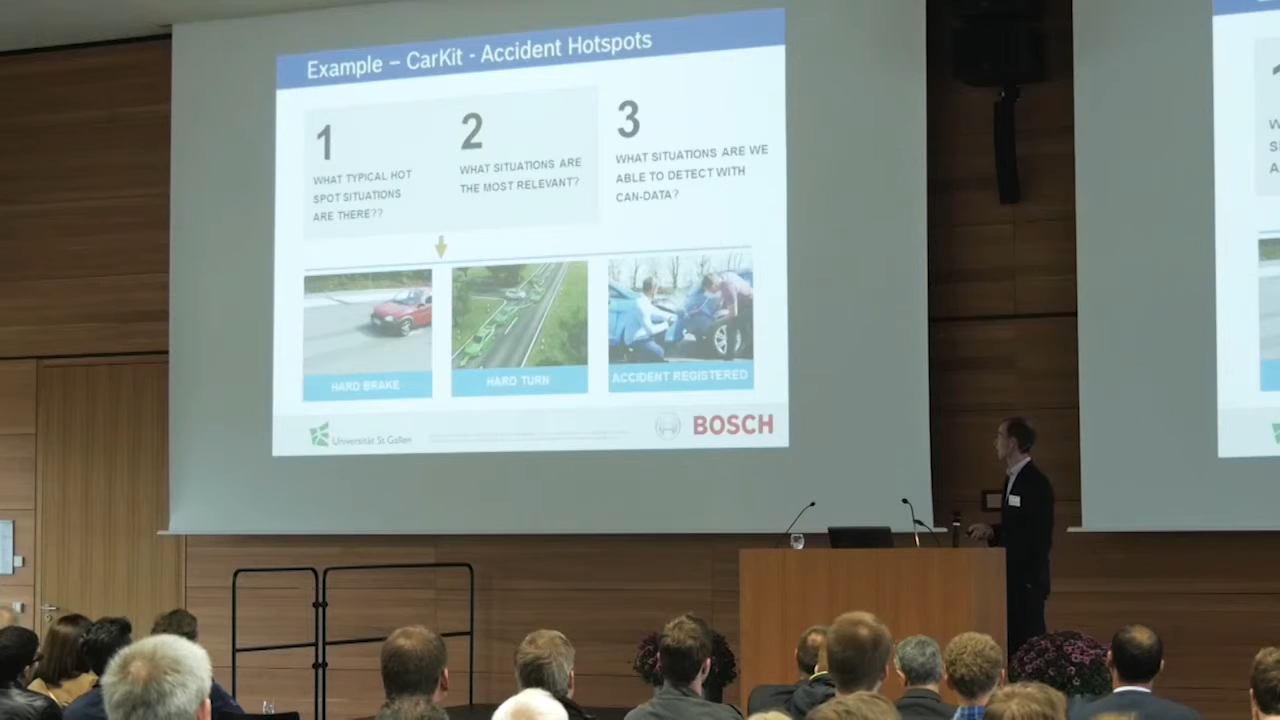 Example – CarKit - Accident Hotspots
1
WHAT TYPICAL HOT
SPOT SITUATIONS
ARE THERE??
2
WHAT SITUATIONS ARE
THE MOST RELEVANT?
3
WHAT SITUATIONS ARE WE
ABLE TO DETECT WITH
CAN-DATA?
HARD BRAKE
HARD TURN
ACCIDENT REGISTERED
Universität St.Gallen
BOSCH